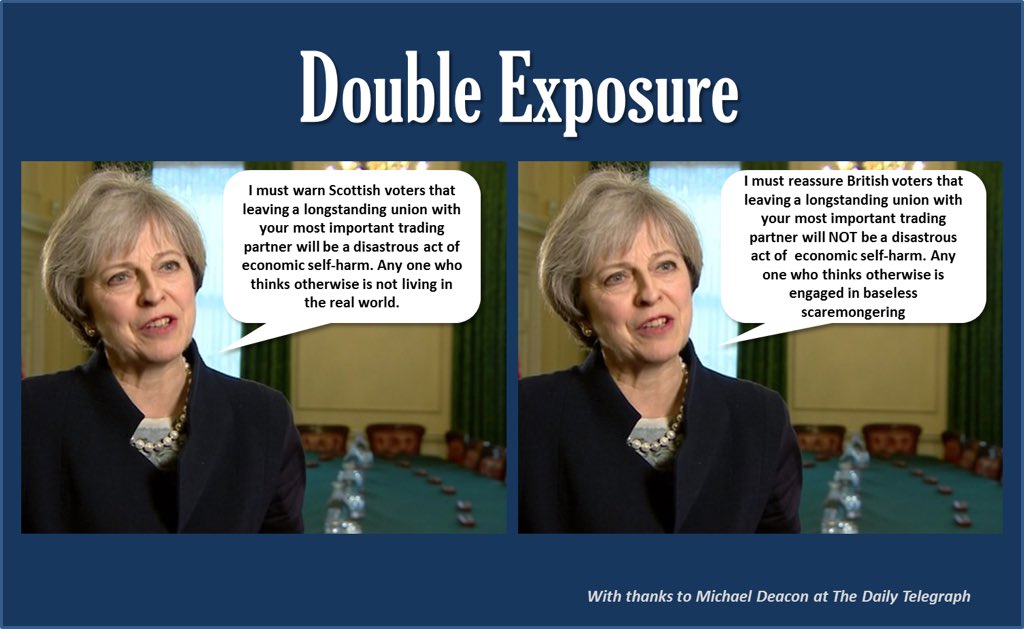 Double Exposure
I must warn Scottish voters that
leaving a longstanding union with
your most important trading
partner will be a disastrous act of
economic self-harm. Any one who
thinks otherwise is not living in
the real world.
I must reassure British voters that
leaving a longstanding union with
your most important trading
partner will NOT be a disastrous
act of  economic self-harm. Any
one who thinks otherwise is
engaged in baseless
scaremongering
With thanks to Michael Deacon at The Daily Telegraph